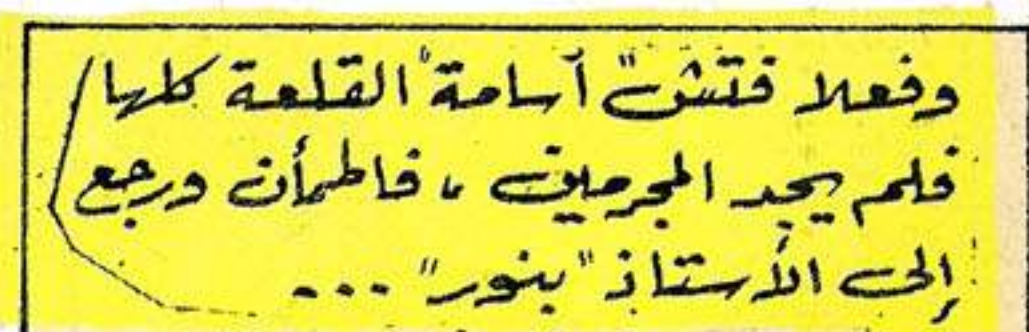 وفعلا فتش "أسامة" القلعة كلها
فلم يجد المجرمين ، فاطمأن ورجع
إلى الأستاذ "بنور" ...